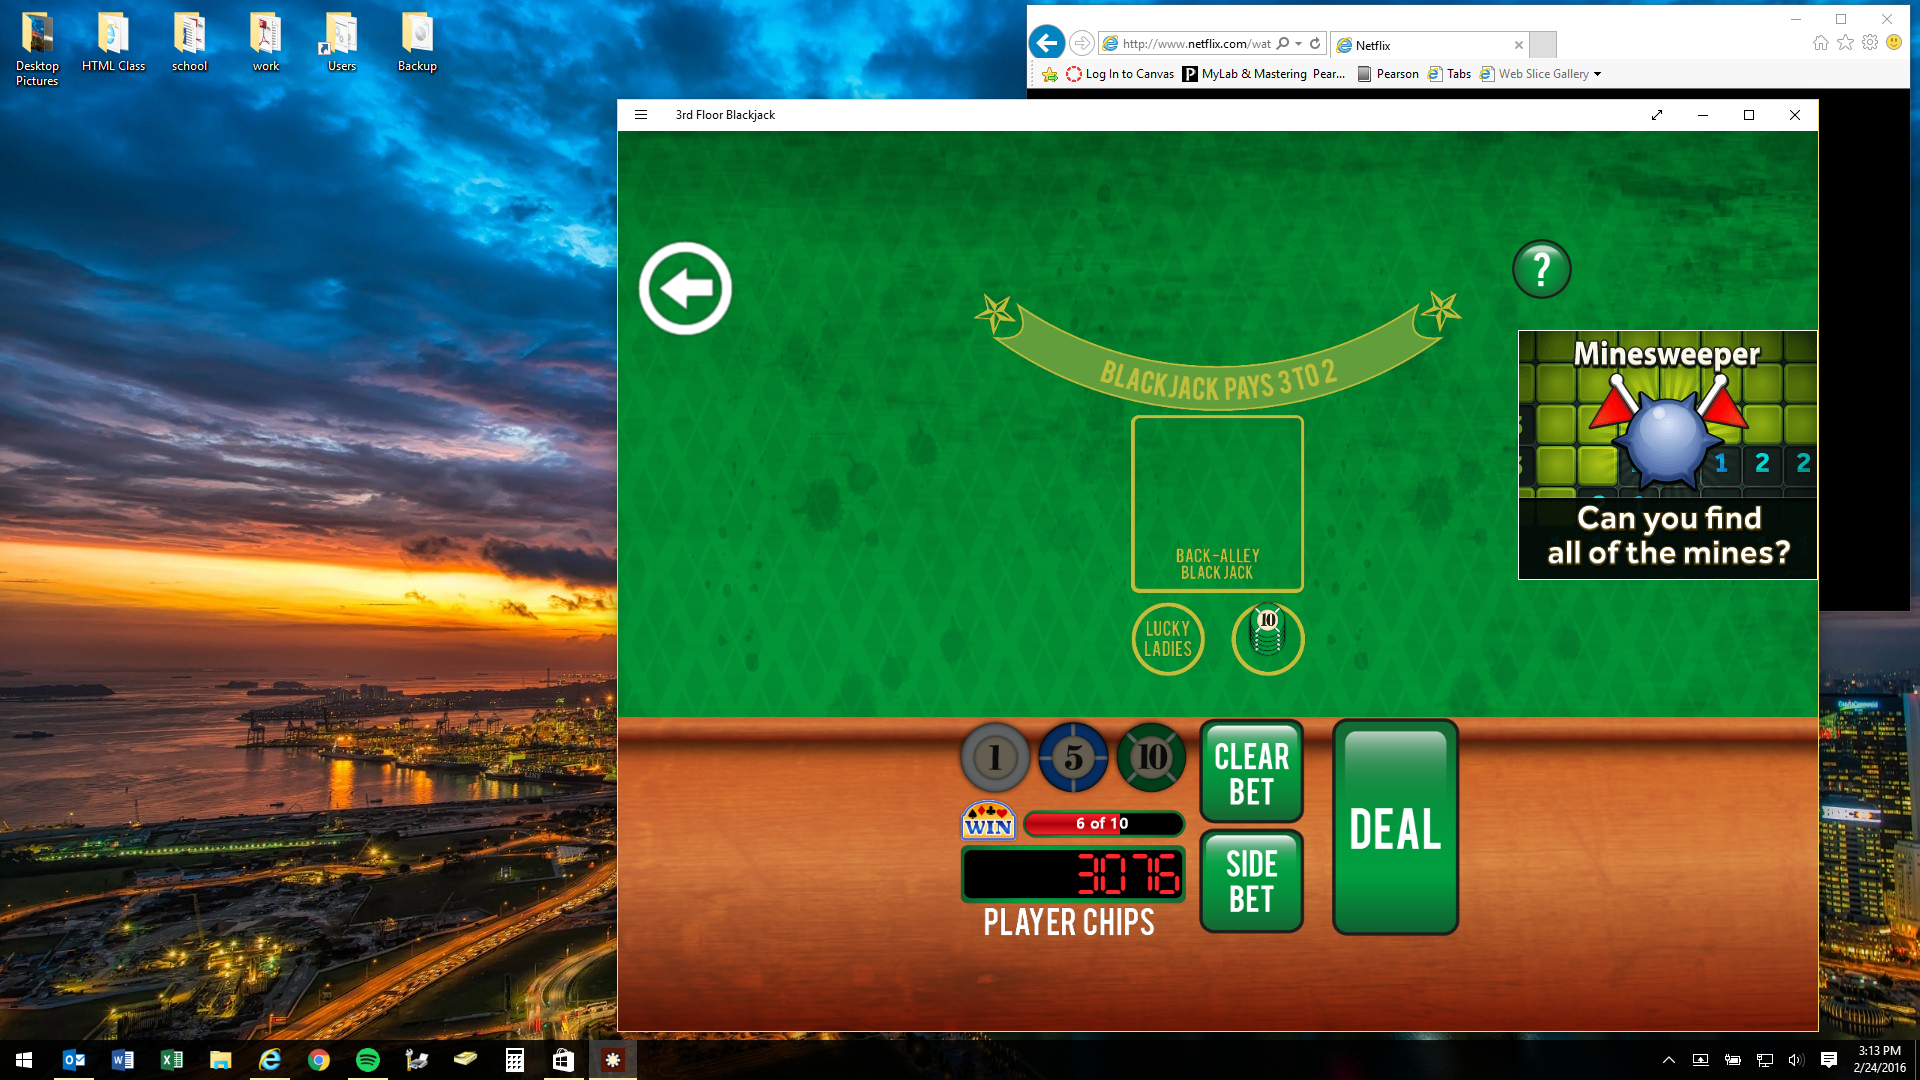 Desktop
Pictures
HTML Class
school
work
Users
Backup
http://www.netflix.com/wat
Netflix
Log In to Canvas
MyLab & Mastering Pear...
Pearson
Tabs
Web Slice Gallery
3rd Floor Blackjack
?
BLACKJACK PAYS 3 TO 2
Minesweeper
1 2 2
Can you find
all of the mines?
BACK-ALLEY
BLACKJACK
LUCKY
LADIES
10
1
5
10
CLEAR
BET
DEAL
WIN
6 of 10
3076
SIDE
BET
PLAYER CHIPS
3:13 PM
2/24/2016